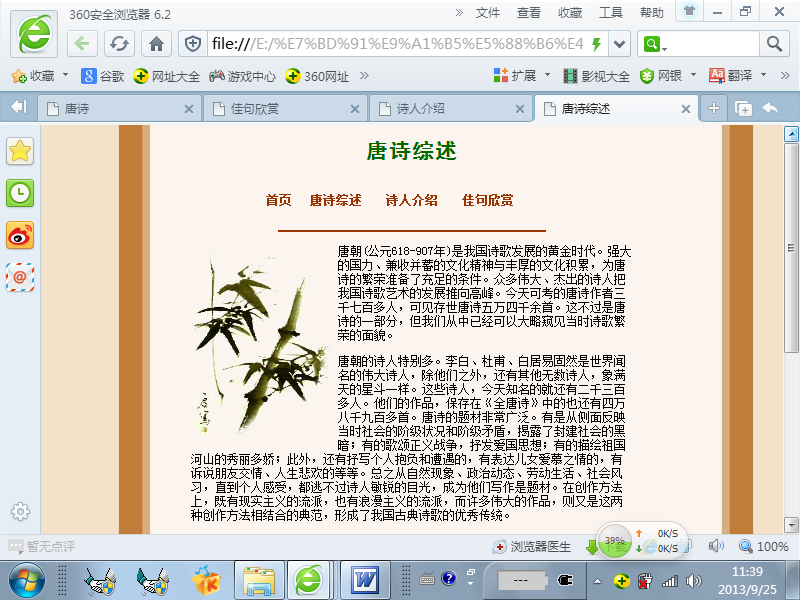 360安全浏览器 6.2
» 文件 查看 收藏 工具 帮助
file:///E:/%E7%BD%91%E9%A1%B5%E5%88%B6%E4
收藏 谷歌 网址大全 游戏中心 360网址 » 扩展 影视大全 网银 翻译 »
唐诗 佳句欣赏 诗人介绍 唐诗综述
唐诗综述
首页 唐诗综述 诗人介绍 佳句欣赏
唐朝(公元618-907年)是我国诗歌发展的黄金时代。强大
的国力、兼收并蓄的文化精神与丰厚的文化积累，为唐
诗的繁荣准备了充足的条件。众多伟大、杰出的诗人把
我国诗歌艺术的发展推向高峰。今天可考的唐诗作者三
千七百多人，可见存世唐诗五万四千余首。这不过是唐
诗的一部分，但我们从中已经可以大略窥见当时诗歌繁
荣的面貌。
唐朝的诗人特别多。李白、杜甫、白居易固然是世界闻
名的伟大诗人，除他们之外，还有其他无数诗人，象满
天的星斗一样。这些诗人，今天知名的就还有二千三百
多人。他们的作品，保存在《全唐诗》中的也还有四万
八千九百多首。唐诗的题材非常广泛。有是从侧面反映
当时社会的阶级状况和阶级矛盾，揭露了封建社会的黑
暗；有的歌颂正义战争，抒发爱国思想；有的描绘祖国
河山的秀丽多娇；此外，还有抒写个人抱负和遭遇的，有表达儿女爱慕之情的，有
诉说朋友交情、人生悲欢的等等。总之从自然现象、政治动态、劳动生活、社会风
习，直到个人感受，都逃不过诗人敏锐的目光，成为他们写作是题材。在创作方法
上，既有现实主义的流派，也有浪漫主义的流派，而许多伟大的作品，则又是这两
种创作方法相结合的典范，形成了我国古典诗歌的优秀传统。
暂无点评 浏览器医生 下载 39% 0K/S 0K/S 100%
11:39
2013/9/25